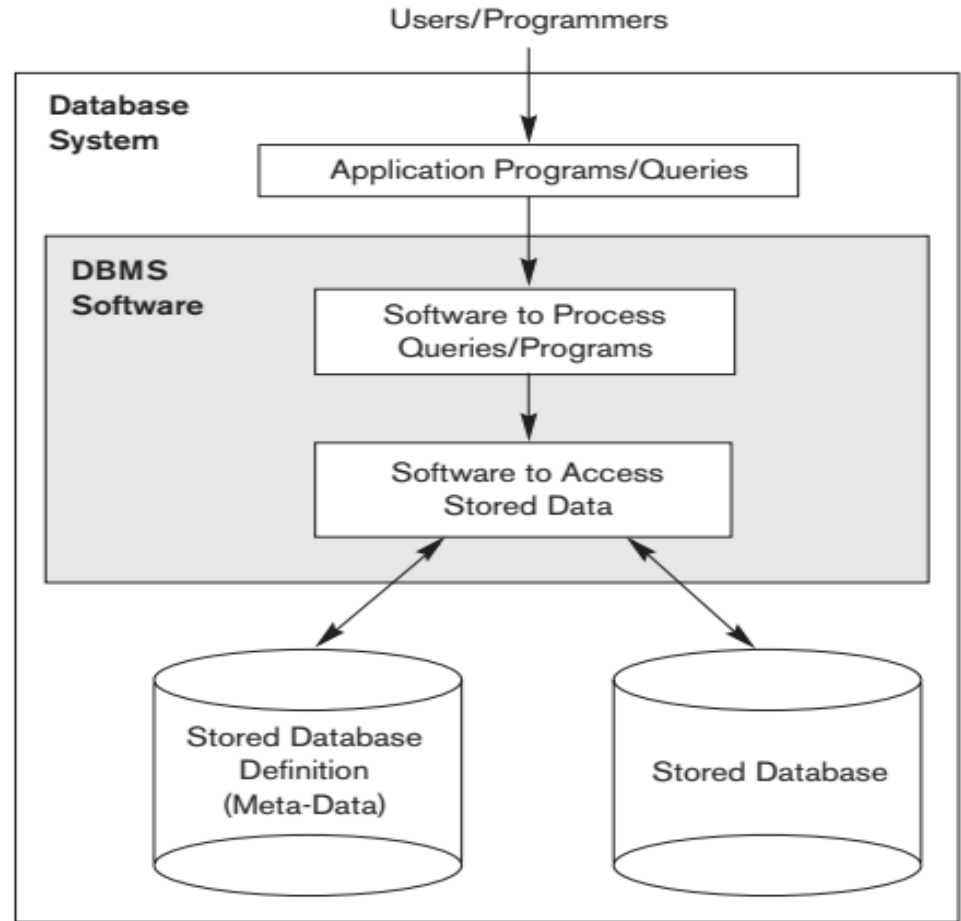 Users/Programmers
Database
System
Application Programs/Queries
DBMS
Software
Software to Process
Queries/Programs
Software to Access
Stored Data
Stored Database
Definition
(Meta-Data)
Stored Database